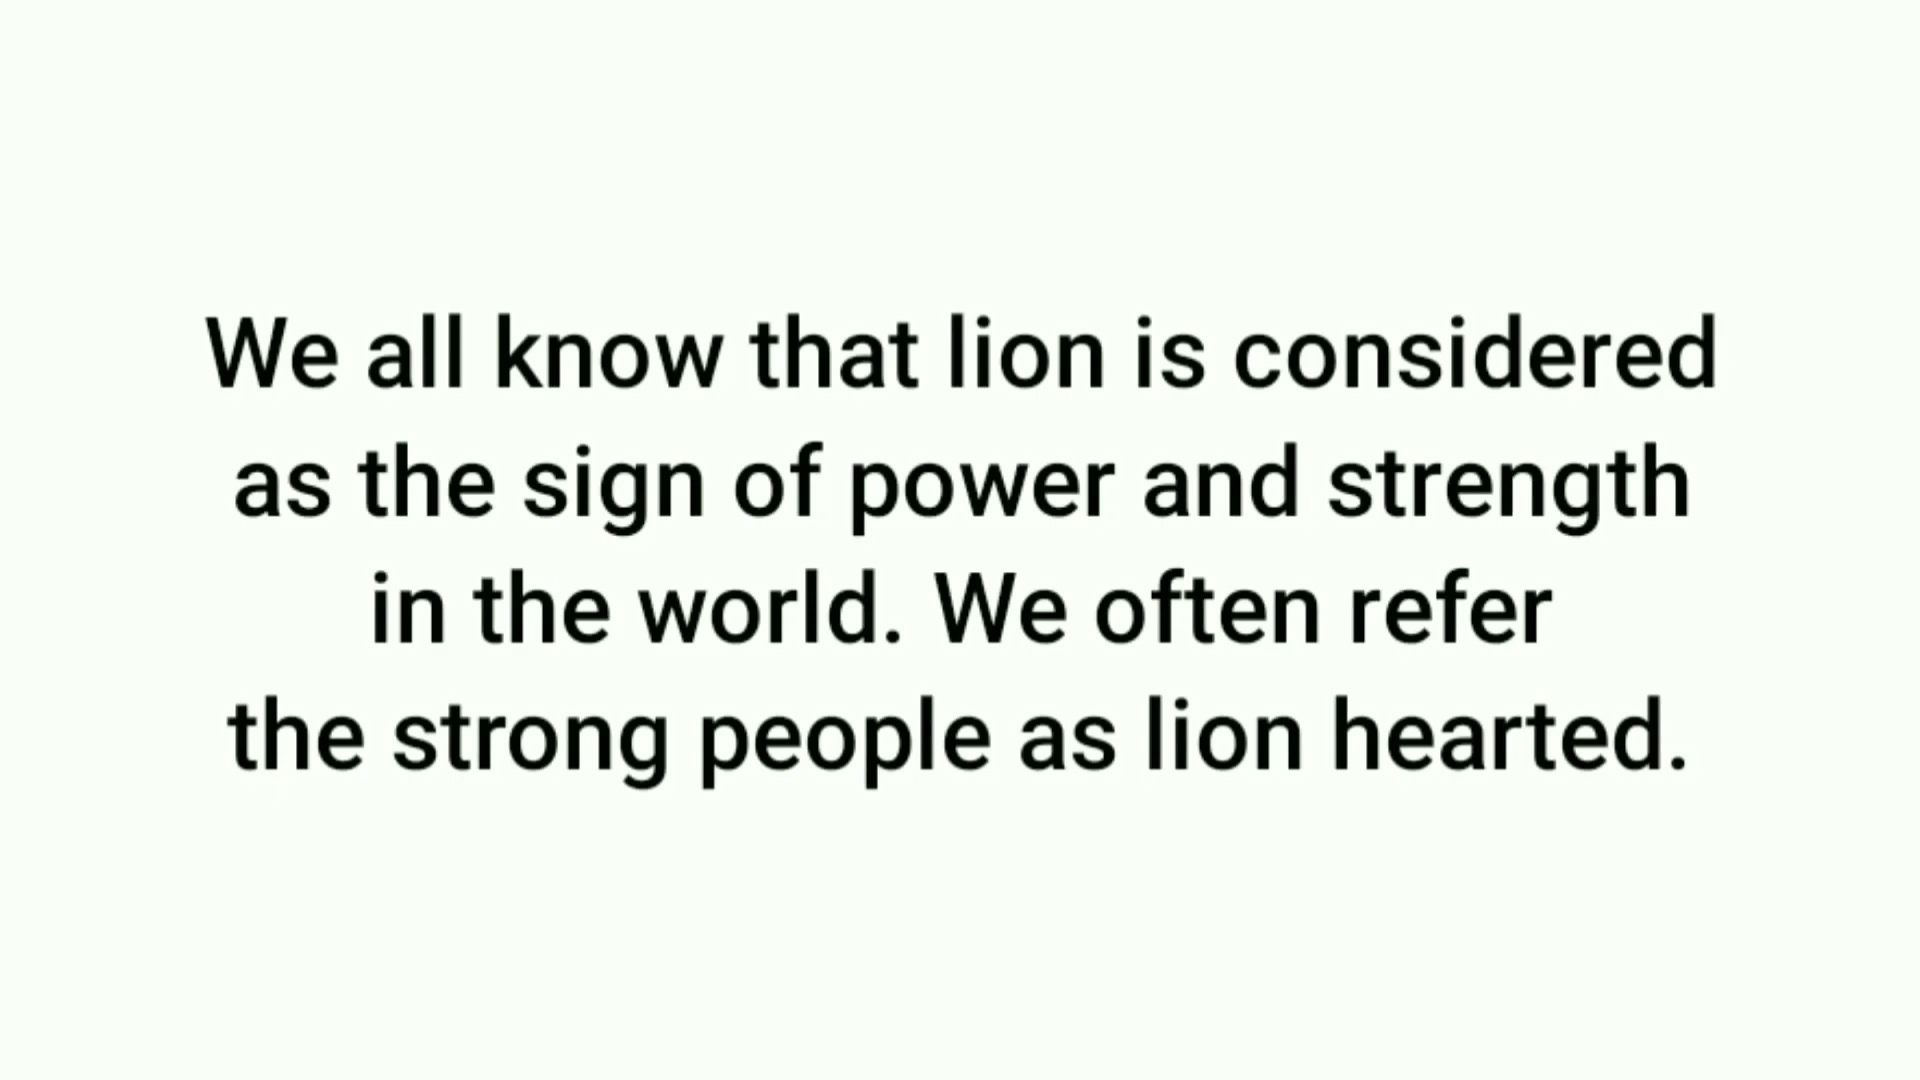 We all know that lion is considered
as the sign of power and strength
in the world. We often refer
the strong people as lion hearted.